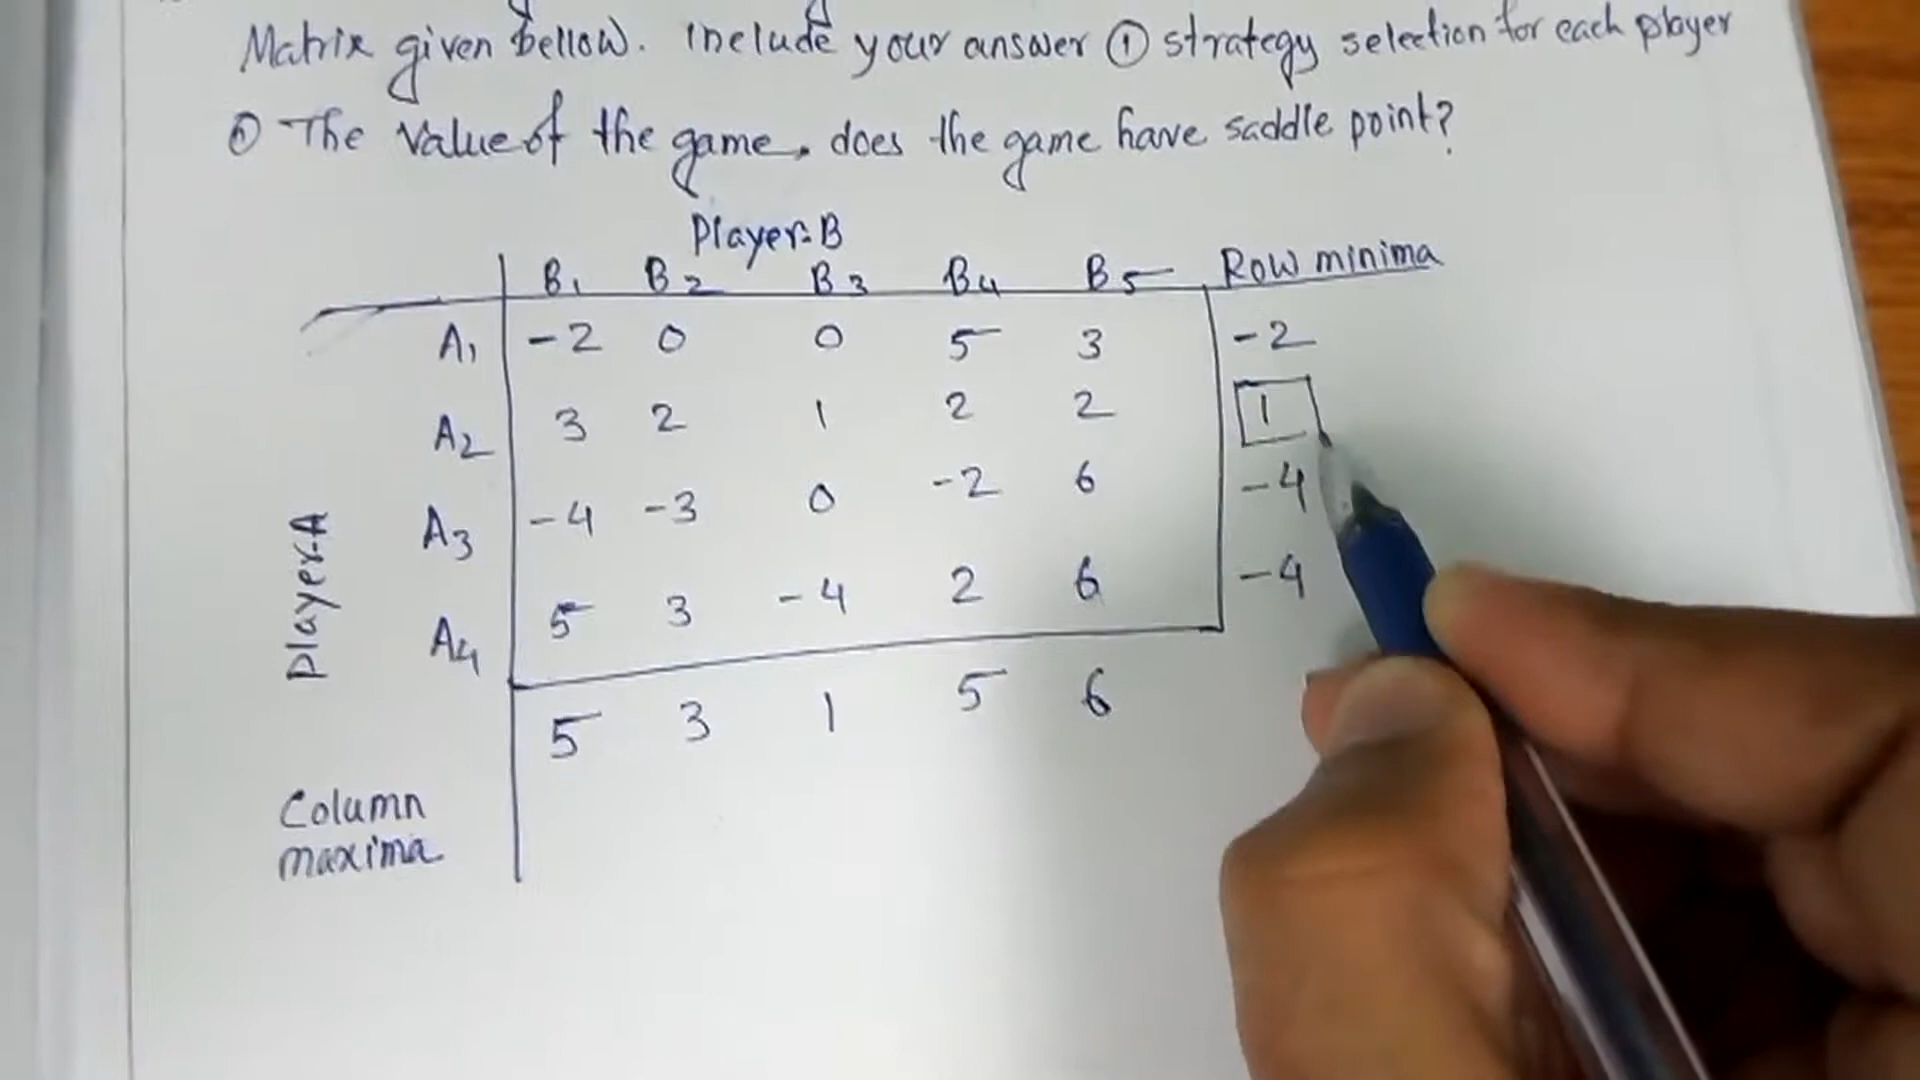 Matrix given bellow. Include your answer ① strategy selection for each player
⑪ The Value of the game, does the game have saddle point?
Player-B
B1 B2 B3 B4 B5 Row minima
A1 -2 0 0 5 3 -2
A2 3 2 1 2 2 1
A3 -4 -3 0 -2 6 -4
A4 5 3 -4 2 6 -4
Player-A
5 3 1 5 6
Column
maxima